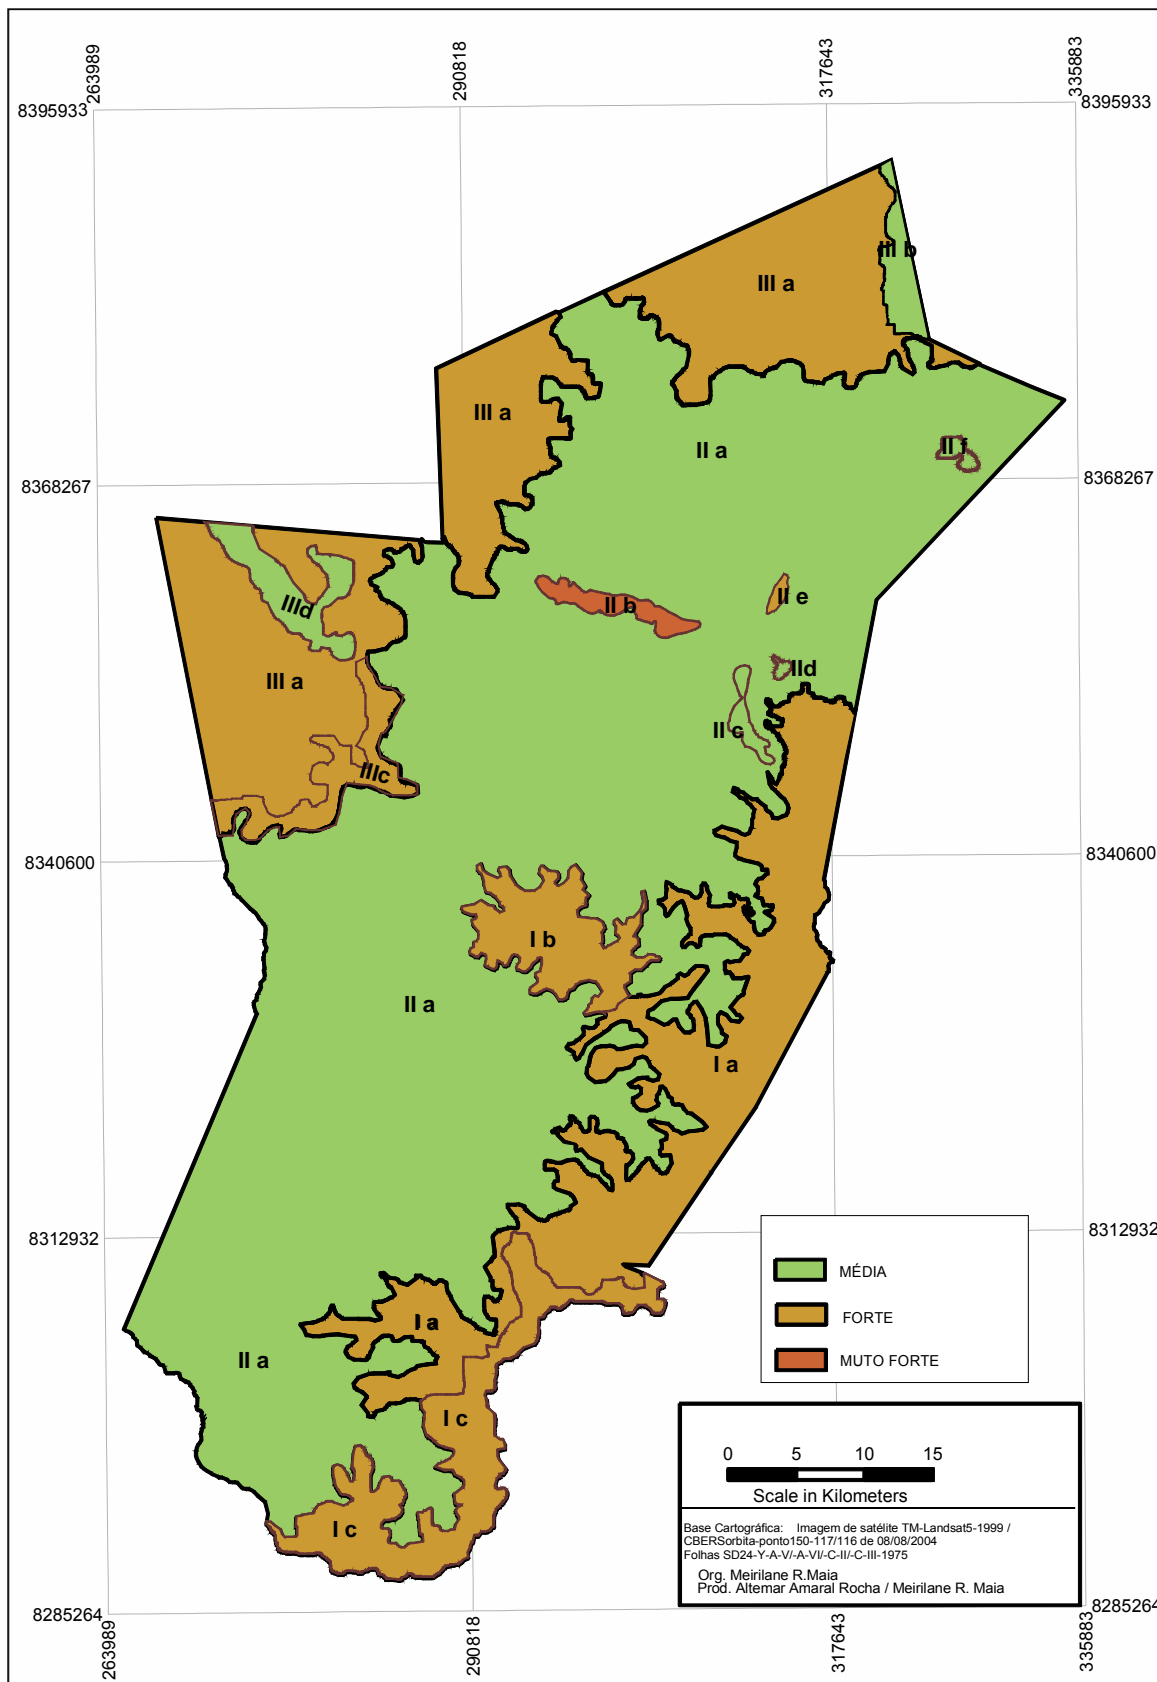 263989
290818
317643
335883
8395933
8395933
III b
III a
III a
II a
II f
8368267
8368267
II e
II b
IIId
IId
III a
II c
IIIc
8340600
8340600
I b
II a
I a
8312932
8312932
MÉDIA
FORTE
MUTO FORTE
I a
II a
I c
I c
0 5 10 15
Scale in Kilometers
Base Cartográfica: Imagem de satélite TM-Landsat5-1999 /
CBERSorbita-ponto150-117/116 de 08/08/2004
Folhas SD24-Y-A-V/-A-VI/-C-II/-C-III-1975
Org. Meirilane R.Maia
Prod. Altemar Amaral Rocha / Meirilane R. Maia
8285264
8285264
263989
290818
317643
335883